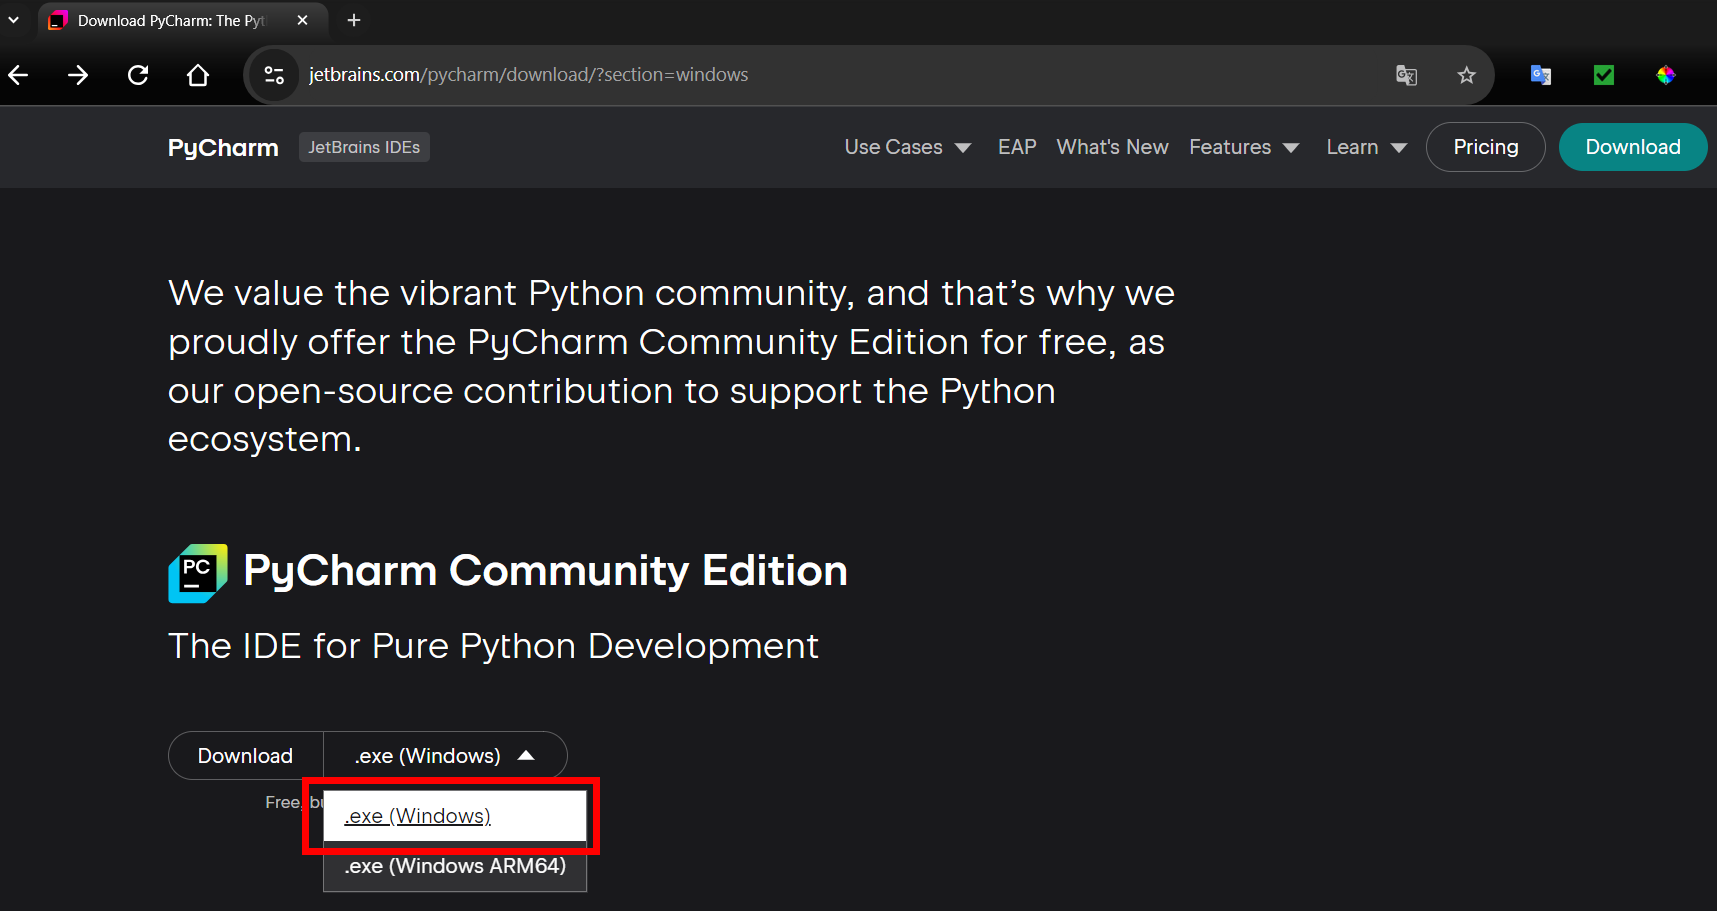 Download PyCharm: The Pyt
jetbrains.com/pycharm/download/?section=windows
PyCharm
JetBrains IDEs
Use Cases
EAP
What's New
Features
Learn
Pricing
Download
We value the vibrant Python community, and that’s why we
proudly offer the PyCharm Community Edition for free, as
our open-source contribution to support the Python
ecosystem.
PC
PyCharm Community Edition
The IDE for Pure Python Development
Download
.exe (Windows)
Free, bu
.exe (Windows)
.exe (Windows ARM64)